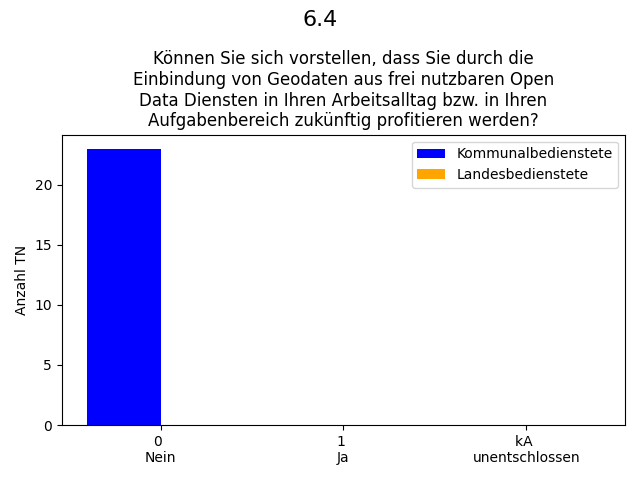 6.4
Können Sie sich vorstellen, dass Sie durch die
Einbindung von Geodaten aus frei nutzbaren Open
Data Diensten in Ihren Arbeitsalltag bzw. in Ihren
Aufgabenbereich zukünftig profitieren werden?
Kommunalbedienstete
Landesbedienstete
Anzahl TN
20
15
10
5
0
0
Nein
1
Ja
kA
unentschlossen